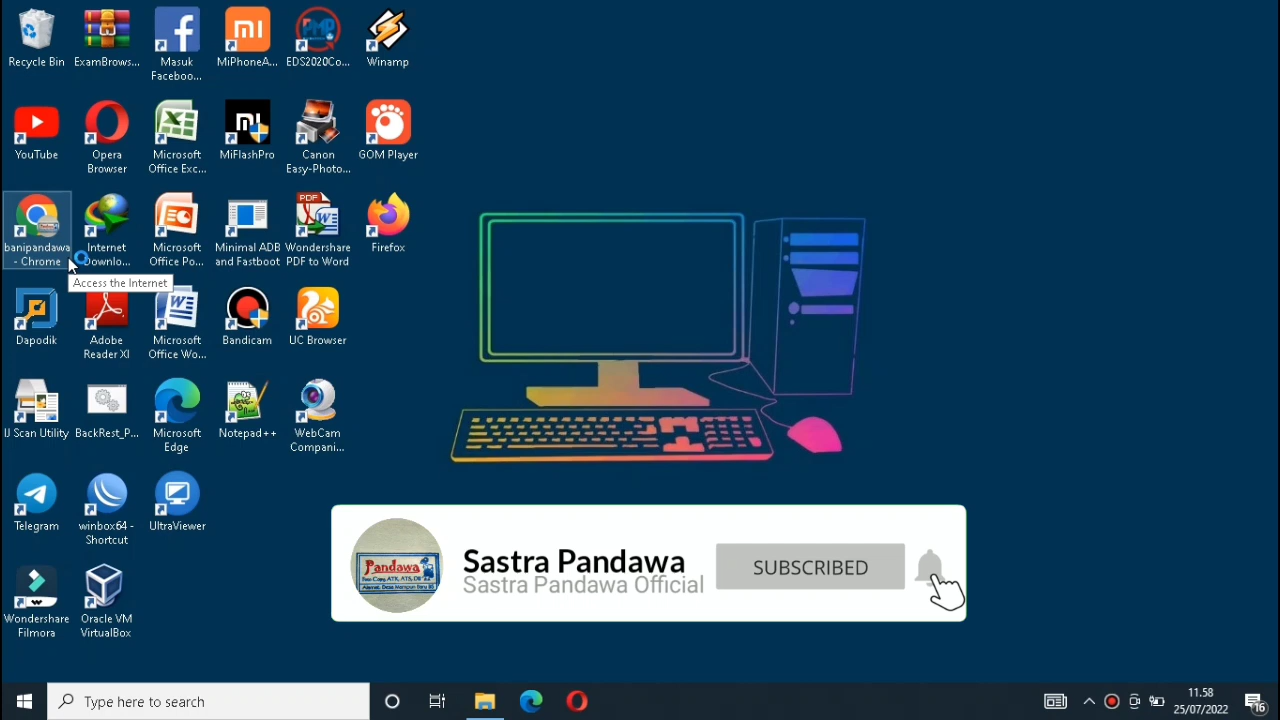 Recycle Bin
ExamBrows...
Masuk
Faceboo...
MiPhoneA...
EDS2020Co...
Winamp
YouTube
Opera
Browser
Microsoft
Office Exc...
MiFlashPro
Canon
Easy-Photo...
GOM Player
banipandawa
- Chrome
Internet
Downlo...
Microsoft
Office Po...
Minimal ADB
and Fastboot
PDF
Wondershare
PDF to Word
Firefox
Access the Internet
Dapodik
Adobe
Reader XI
Microsoft
Office Wo...
Bandicam
UC Browser
IJ Scan Utility
BackRest_P...
Microsoft
Edge
Notepad++
WebCam
Compani...
Telegram
winbox64 -
Shortcut
UltraViewer
Wondershare
Filmora
Oracle VM
VirtualBox
Pandawa
Sastra Pandawa
Sastra Pandawa Official
SUBSCRIBED
Type here to search
11.58
25/07/2022
16